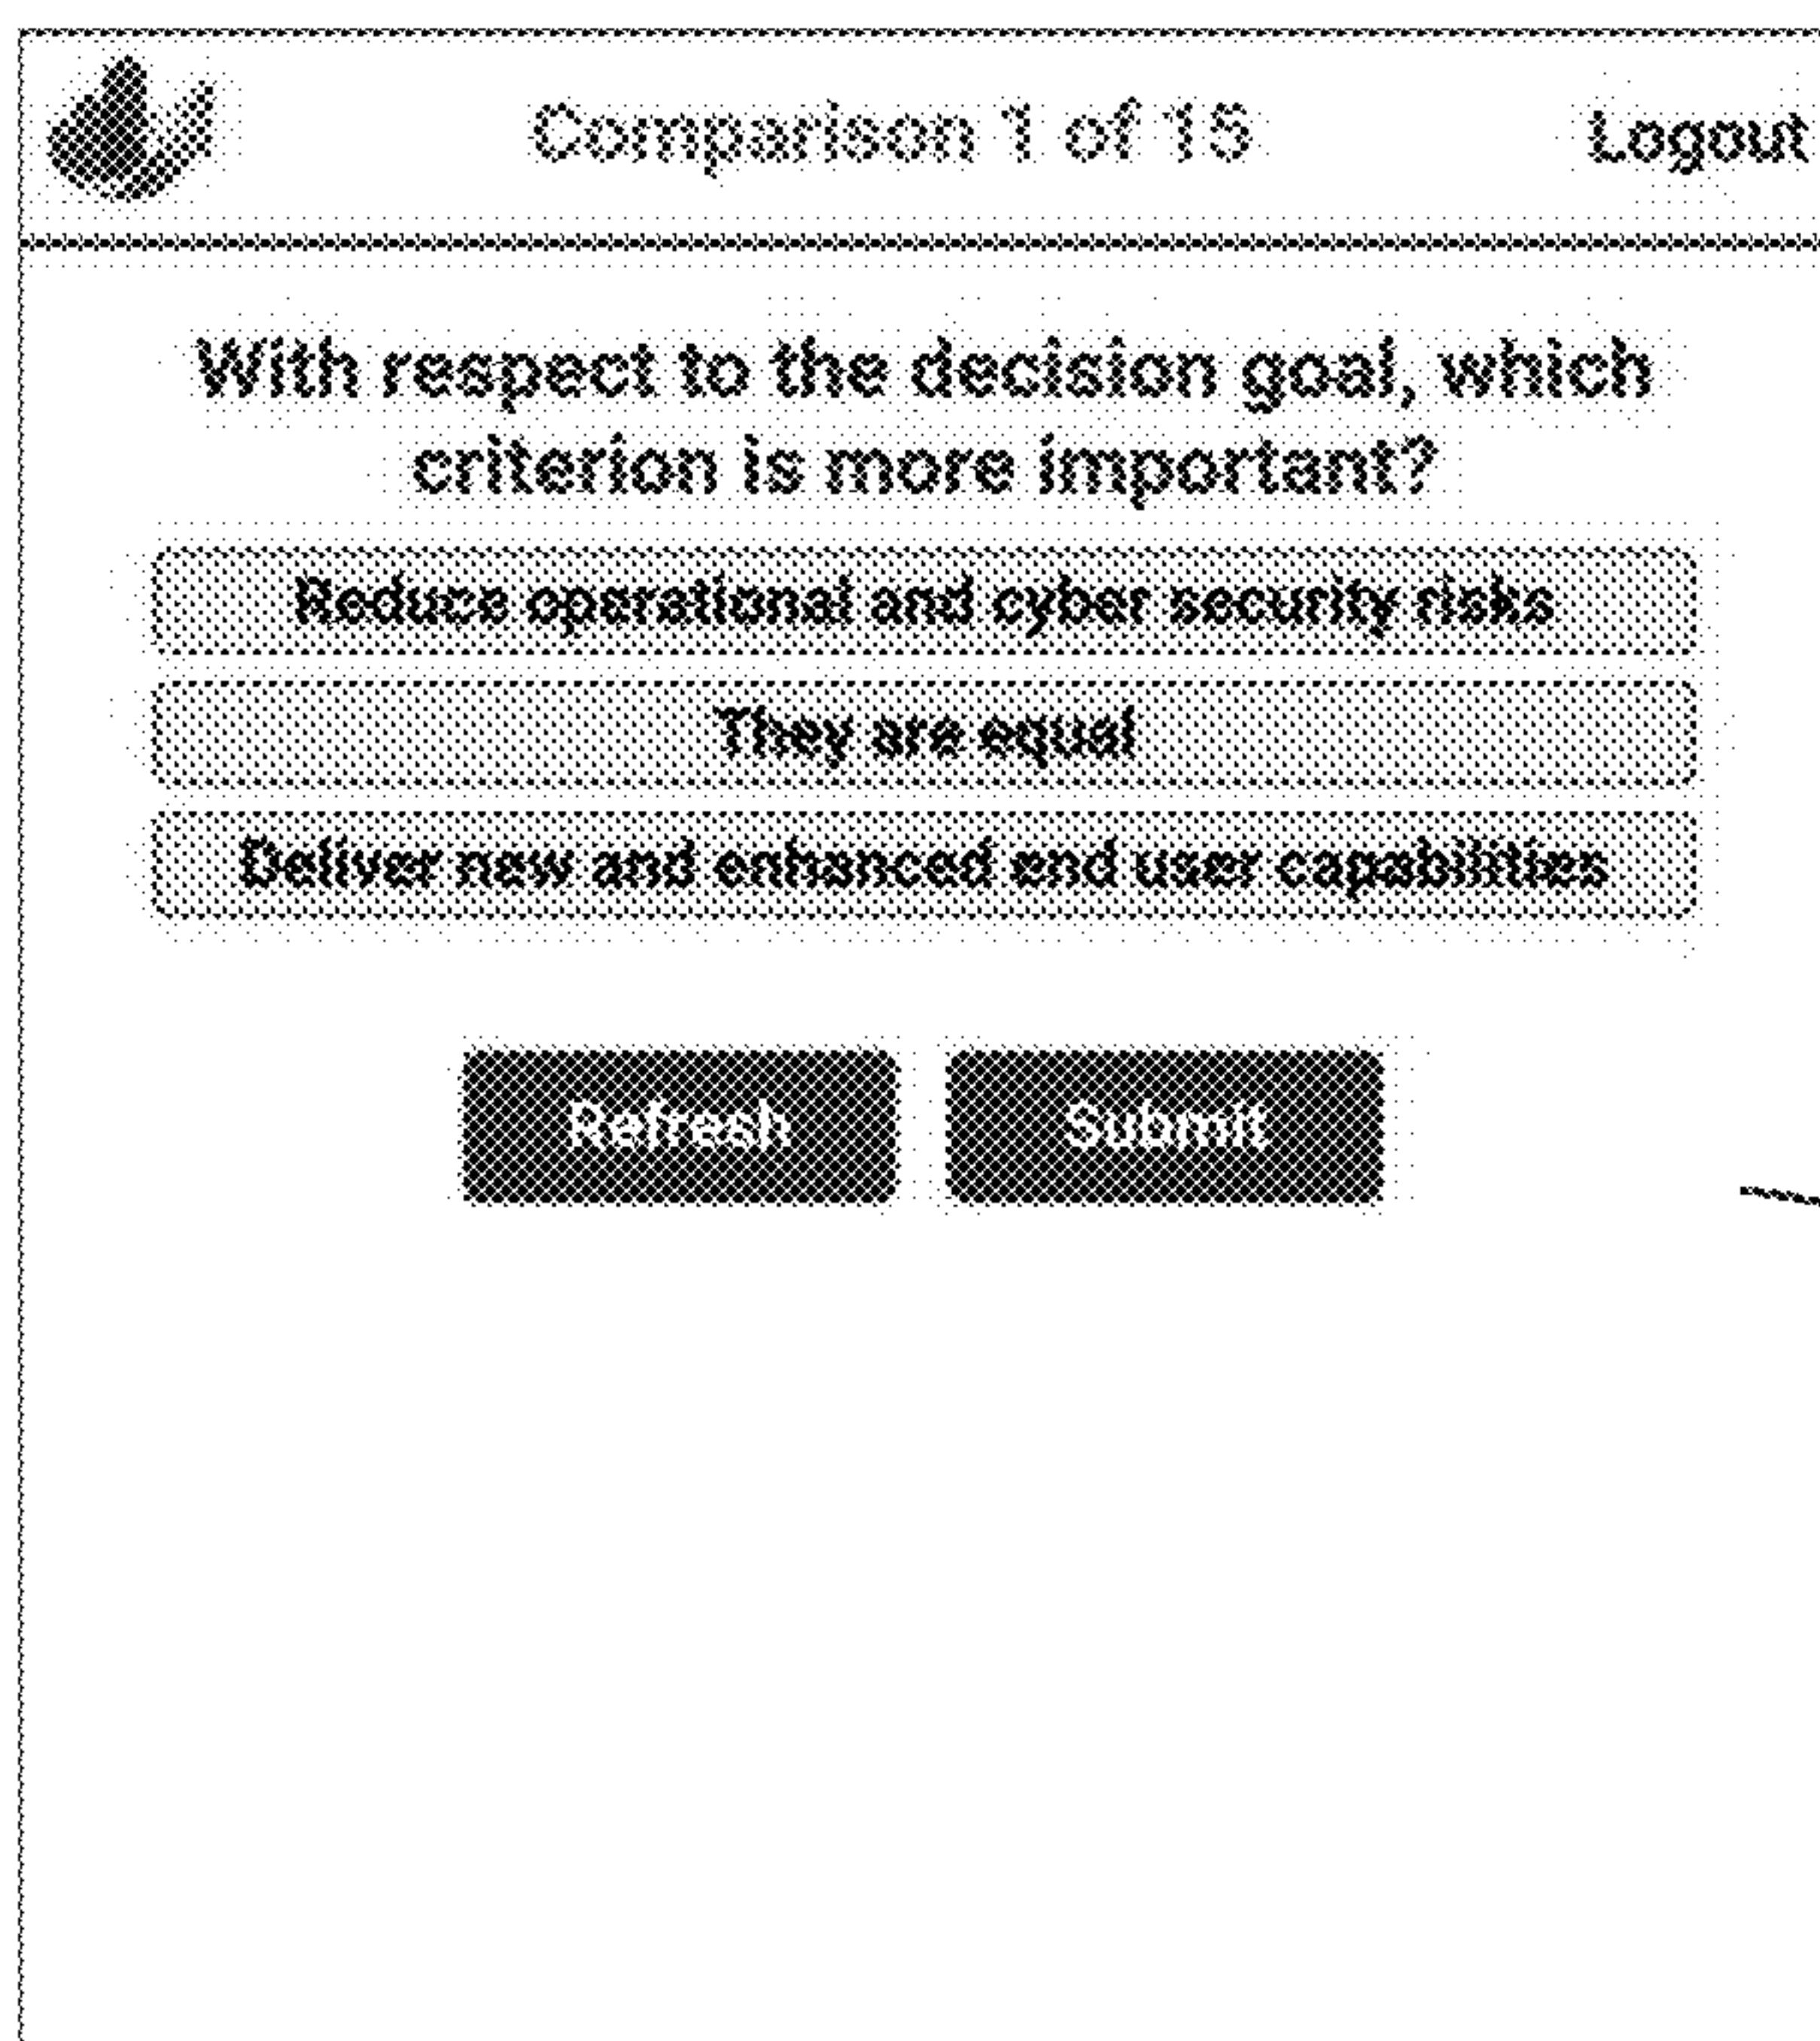 Comparison 1 of 15
Logout
With respect to the decision goal, which
criterion is more important?
Reduce operational and cyber security risks
They are equal
Deliver new and enhanced end user capabilities
Refresh
Submit